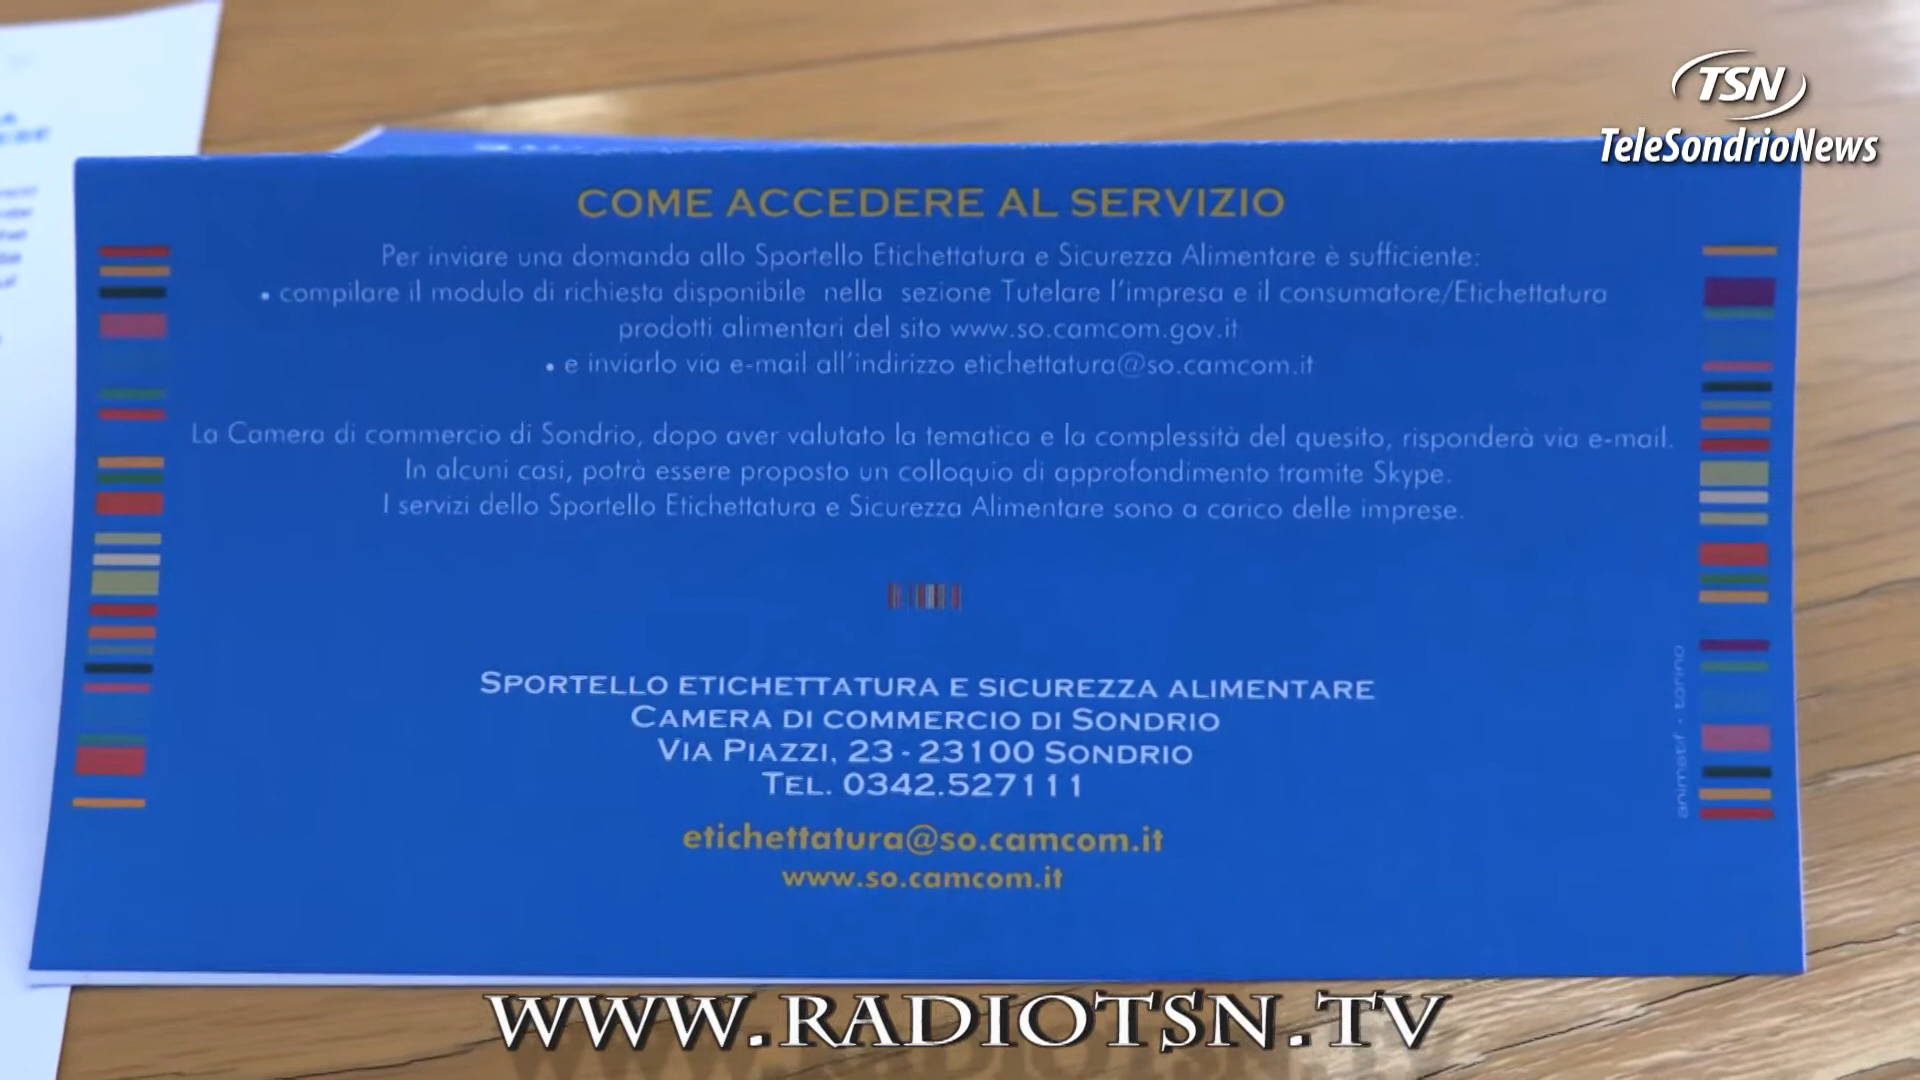 TSN
TeleSondrioNews
COME ACCEDERE AL SERVIZIO
Per inviare una domanda allo Sportello Etichettatura e Sicurezza Alimentare è sufficiente:
• compilare il modulo di richiesta disponibile nella sezione Tutelare l'impresa e il consumatore/Etichettatura
prodotti alimentari del sito www.so.camcom.gov.it
• e inviarlo via e-mail all'indirizzo etichettatura@so.camcom.it
La Camera di commercio di Sondrio, dopo aver valutato la tematica e la complessità del quesito, risponderà via e-mail.
In alcuni casi, potrà essere proposto un colloquio di approfondimento tramite Skype.
I servizi dello Sportello Etichettatura e Sicurezza Alimentare sono a carico delle imprese.
SPORTELLO ETICHETTATURA E SICUREZZA ALIMENTARE
CAMERA DI COMMERCIO DI SONDRIO
VIA PIAZZI, 23 - 23100 SONDRIO
TEL. 0342.527111
etichettatura@so.camcom.it
www.so.camcom.it
animatif - torino
WWW.RADIOTSN.TV